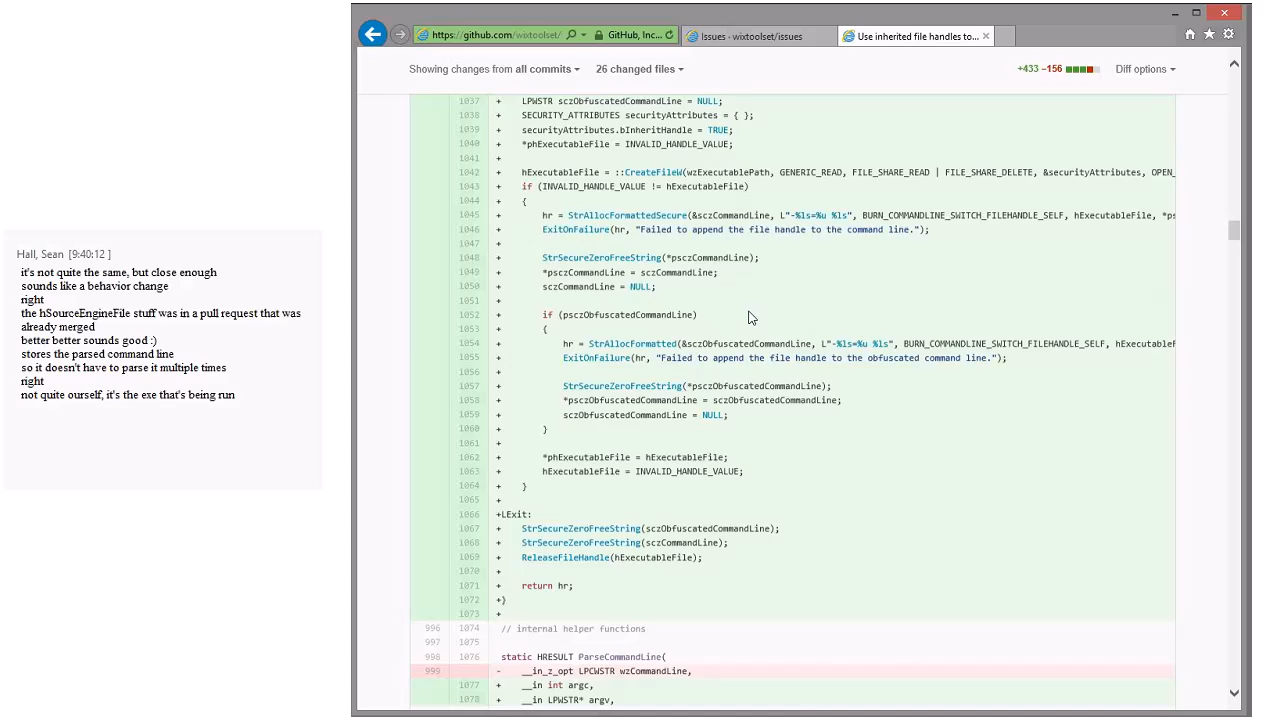 Hall, Sean [9:40:12 ]
it's not quite the same, but close enough
sounds like a behavior change
right
the hSourceEngineFile stuff was in a pull request that was
already merged
better better sounds good :)
stores the parsed command line
so it doesn't have to parse it multiple times
right
not quite ourself, it's the exe that's being run
https://github.com/wixtoolset/ GitHub, Inc... Issues - wixtoolset/issues Use inherited file handles to...
Showing changes from all commits 26 changed files +433 −156 Diff options
1037 + LPWSTR sczObfuscatedCommandLine = NULL;
1038 + SECURITY_ATTRIBUTES securityAttributes = { };
1039 + securityAttributes.bInheritHandle = TRUE;
1040 + *phExecutableFile = INVALID_HANDLE_VALUE;
1041 +
1042 + hExecutableFile = ::CreateFileW(wzExecutablePath, GENERIC_READ, FILE_SHARE_READ | FILE_SHARE_DELETE, &securityAttributes, OPEN_
1043 + if (INVALID_HANDLE_VALUE != hExecutableFile)
1044 + {
1045 + hr = StrAllocFormattedSecure(&sczCommandLine, L"-%ls=%u %ls", BURN_COMMANDLINE_SWITCH_FILEHANDLE_SELF, hExecutableFile, *ps
1046 + ExitOnFailure(hr, "Failed to append the file handle to the command line.");
1047 +
1048 + StrSecureZeroFreeString(*psczCommandLine);
1049 + *psczCommandLine = sczCommandLine;
1050 + sczCommandLine = NULL;
1051 +
1052 + if (psczObfuscatedCommandLine)
1053 + {
1054 + hr = StrAllocFormatted(&sczObfuscatedCommandLine, L"-%ls=%u %ls", BURN_COMMANDLINE_SWITCH_FILEHANDLE_SELF, hExecutableF
1055 + ExitOnFailure(hr, "Failed to append the file handle to the obfuscated command line.");
1056 +
1057 + StrSecureZeroFreeString(*psczObfuscatedCommandLine);
1058 + *psczObfuscatedCommandLine = sczObfuscatedCommandLine;
1059 + sczObfuscatedCommandLine = NULL;
1060 + }
1061 +
1062 + *phExecutableFile = hExecutableFile;
1063 + hExecutableFile = INVALID_HANDLE_VALUE;
1064 + }
1065 +
1066 +LExit:
1067 + StrSecureZeroFreeString(sczObfuscatedCommandLine);
1068 + StrSecureZeroFreeString(sczCommandLine);
1069 + ReleaseFileHandle(hExecutableFile);
1070 +
1071 + return hr;
1072 +}
1073 +
996 1074 // internal helper functions
997 1075
998 1076 static HRESULT ParseCommandLine(
999 - __in_z_opt LPCWSTR wzCommandLine,
1077 + __in int argc,
1078 + __in LPWSTR* argv,